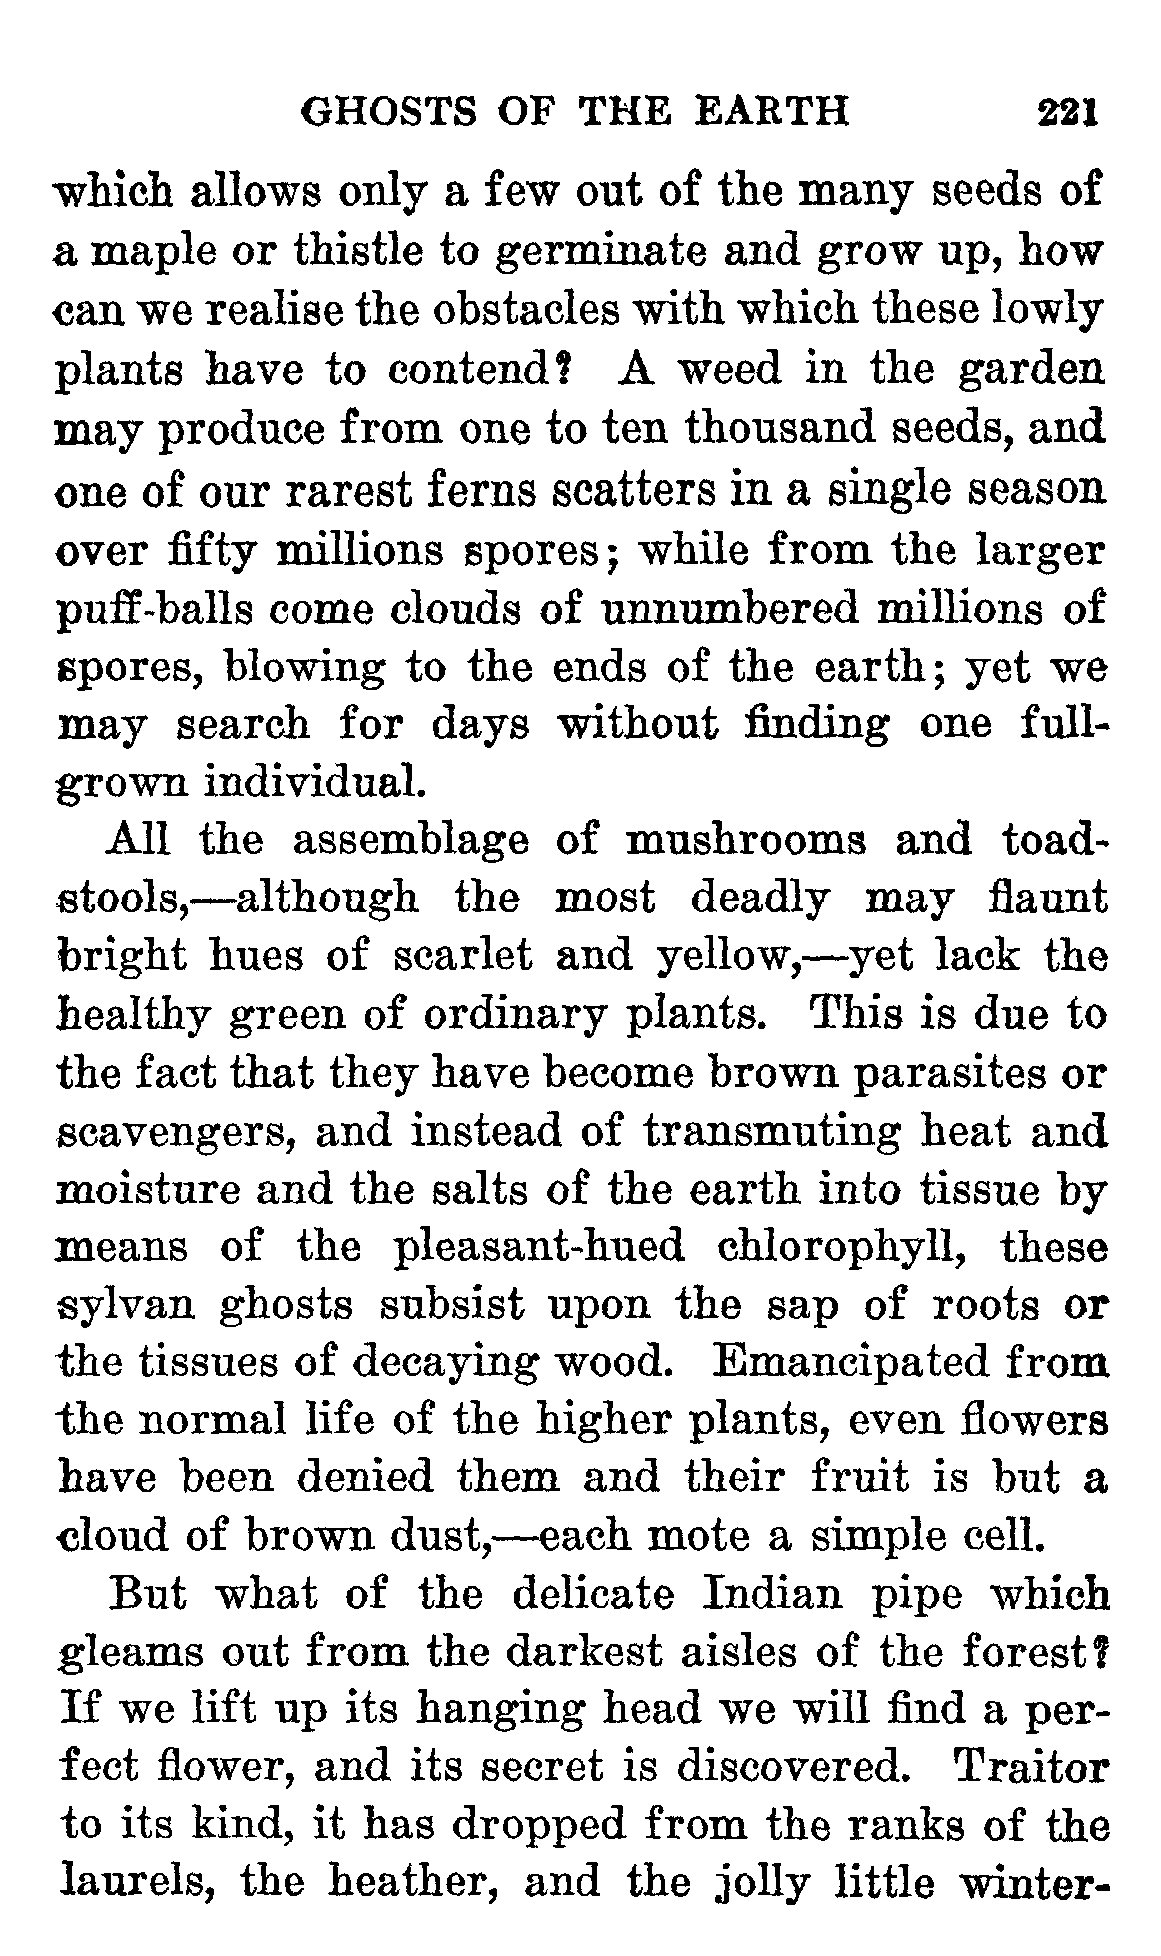 GHOSTS OF THE EARTH 221
which allows only a few out of the many seeds of
a maple or thistle to germinate and grow up, how
can we realise the obstacles with which these lowly
plants have to contend? A weed in the garden
may produce from one to ten thousand seeds, and
one of our rarest ferns scatters in a single season
over fifty millions spores; while from the larger
puff-balls come clouds of unnumbered millions of
spores, blowing to the ends of the earth; yet we
may search for days without finding one full-
grown individual.
All the assemblage of mushrooms and toad-
stools,—although the most deadly may flaunt
bright hues of scarlet and yellow,—yet lack the
healthy green of ordinary plants. This is due to
the fact that they have become brown parasites or
scavengers, and instead of transmuting heat and
moisture and the salts of the earth into tissue by
means of the pleasant-hued chlorophyll, these
sylvan ghosts subsist upon the sap of roots or
the tissues of decaying wood. Emancipated from
the normal life of the higher plants, even flowers
have been denied them and their fruit is but a
cloud of brown dust,—each mote a simple cell.
But what of the delicate Indian pipe which
gleams out from the darkest aisles of the forest?
If we lift up its hanging head we will find a per-
fect flower, and its secret is discovered. Traitor
to its kind, it has dropped from the ranks of the
laurels, the heather, and the jolly little winter-